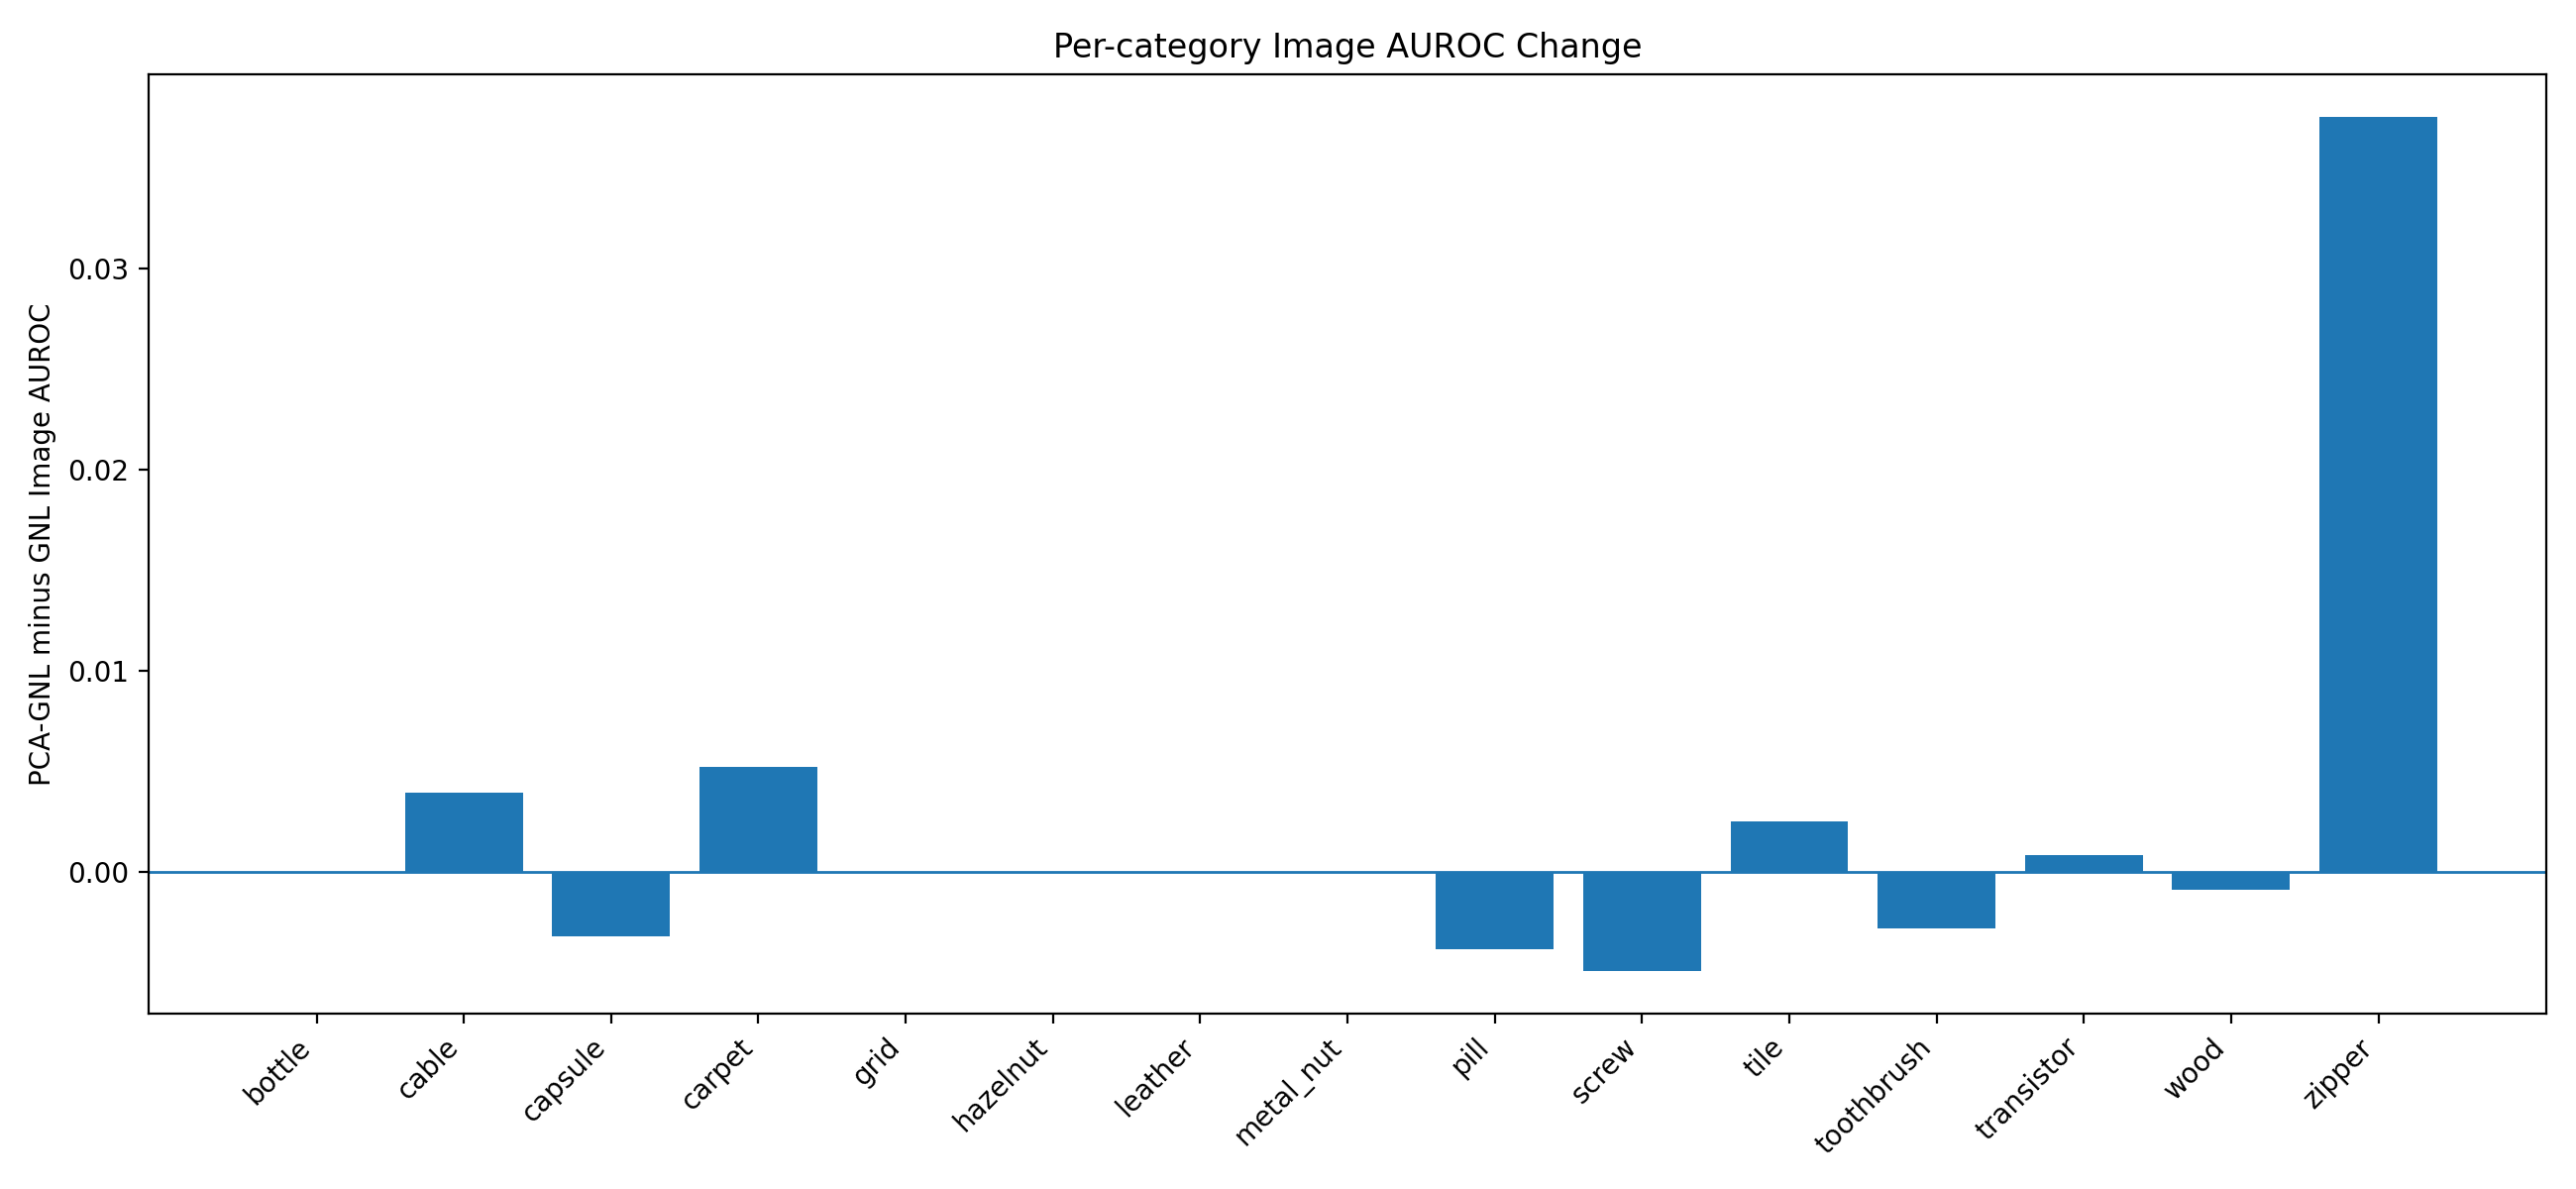 Per-category Image AUROC Change
PCA-GNL minus GNL Image AUROC
0.03
0.02
0.01
0.00
bottle
cable
capsule
carpet
grid
hazelnut
leather
metal_nut
pill
screw
tile
toothbrush
transistor
wood
zipper